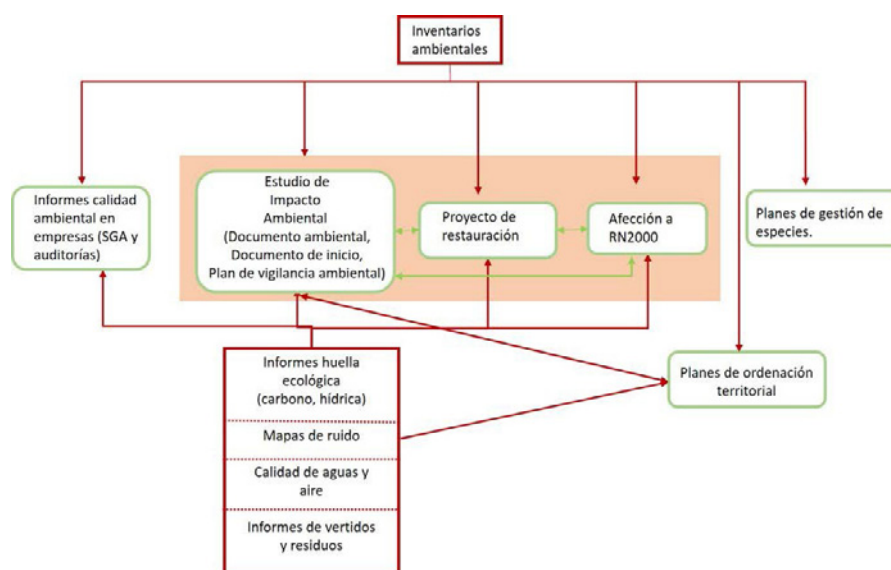 Inventarios
ambientales
Informes calidad
ambiental en
empresas (SGA y
auditorías)
Estudio de
Impacto
Ambiental
(Documento ambiental,
Documento de inicio,
Plan de vigilancia ambiental)
Proyecto de
restauración
Afección a
RN2000
Planes de gestión de
especies.
Informes huella
ecológica
(carbono, hídrica)
Mapas de ruido
Calidad de aguas y
aire
Informes de vertidos
y residuos
Planes de ordenación
territorial